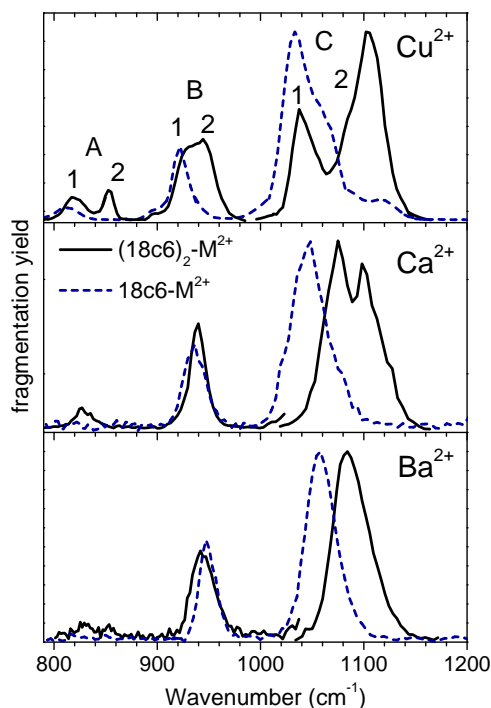 Cu2+
C
2
1
B
1 2
A
1 2
(18c6)2-M2+
18c6-M2+
Ca2+
Ba2+
fragmentation yield
800 900 1000 1100 1200
Wavenumber (cm-1)